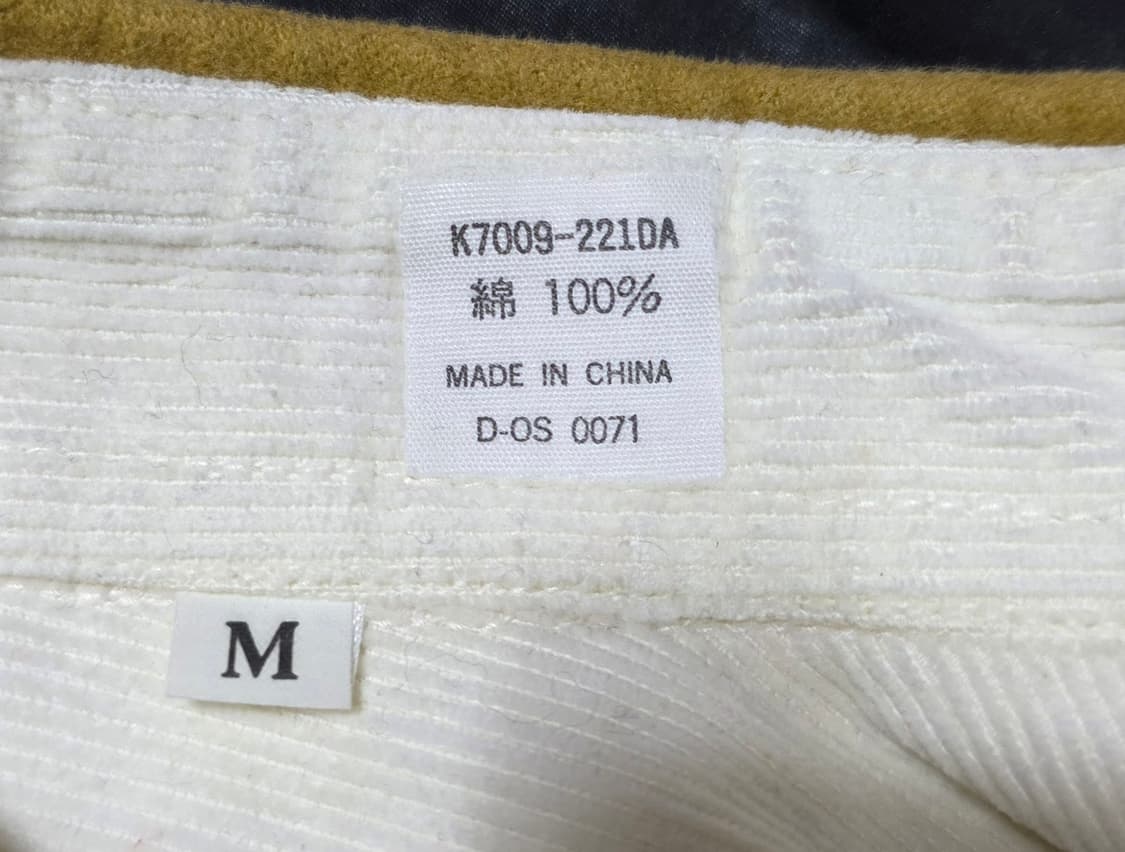 K7009-221DA
綿 100%
MADE IN CHINA
D-OS 0071
M